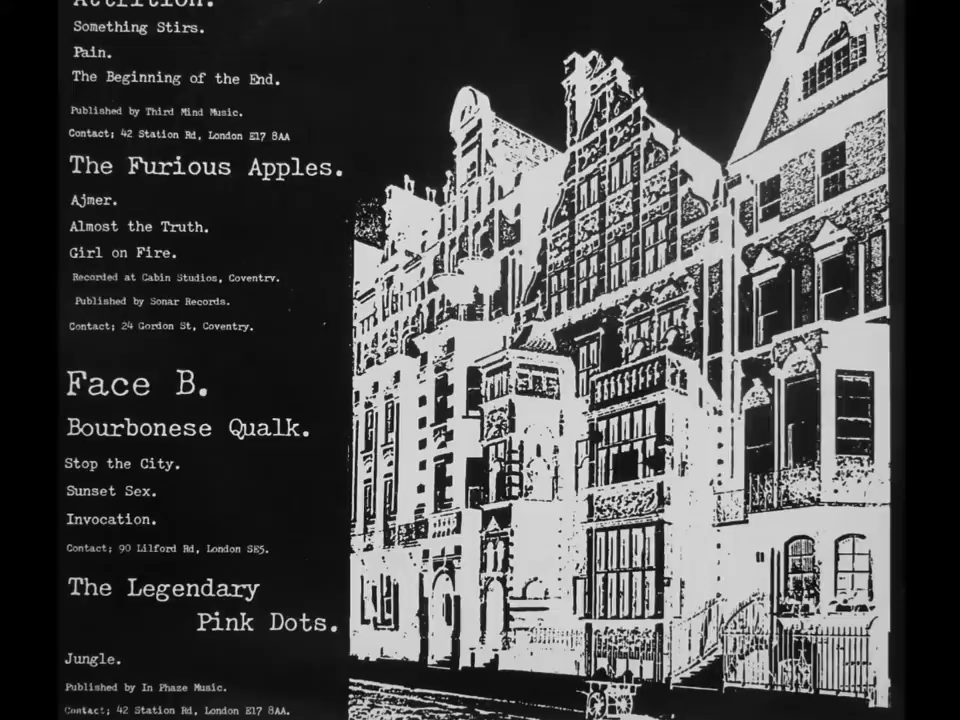 Attrition.
Something Stirs.
Pain.
The Beginning of the End.
Published by Third Mind Music.
Contact; 42 Station Rd, London E17 8AA
The Furious Apples.
Ajmer.
Almost the Truth.
Girl on Fire.
Recorded at Cabin Studios, Coventry.
Published by Sonar Records.
Contact; 24 Gordon St, Coventry.
Face B.
Bourbonese Qualk.
Stop the City.
Sunset Sex.
Invocation.
Contact; 90 Lilford Rd, London SE5.
The Legendary
Pink Dots.
Jungle.
Published by In Phaze Music.
Contact; 42 Station Rd, London E17 8AA.